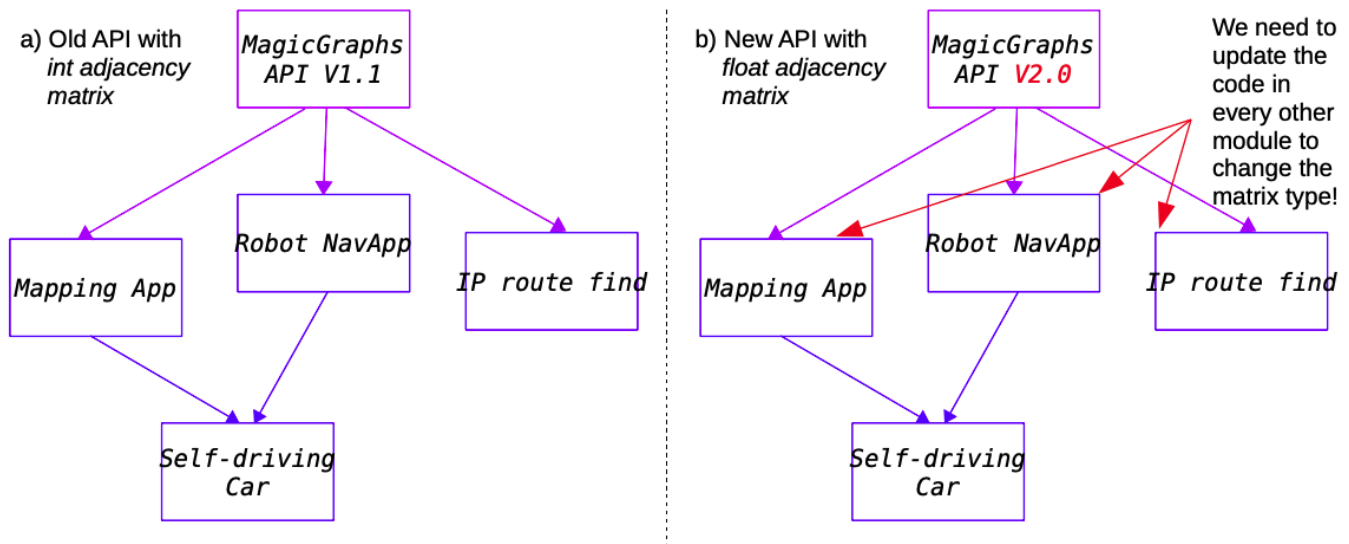 a) Old API with
int adjacency
matrix
MagicGraphs
API V1.1
Robot NavApp
Mapping App
IP route find
Self-driving
Car
b) New API with
float adjacency
matrix
MagicGraphs
API V2.0
We need to
update the
code in
every other
module to
change the
matrix type!
Robot NavApp
Mapping App
IP route find
Self-driving
Car